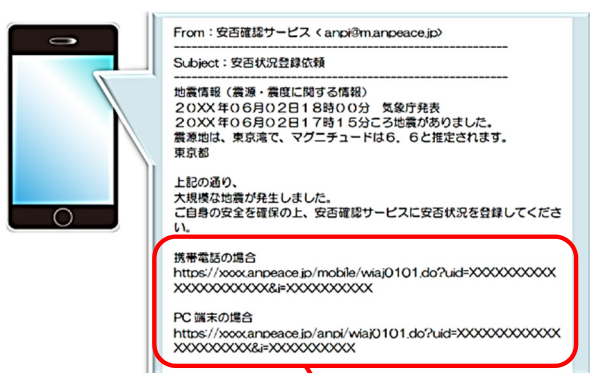 From：安否確認サービス < anpi@m.anpeace.jp>
Subject：安否状況登録依頼
地震情報（震源・震度に関する情報）
２０XX年０６月０２日１８時００分　気象庁発表
２０XX年０６月０２日１７時１５分ころ地震がありました。
震源地は、東京湾で、マグニチュードは６．６と推定されます。
東京都
上記の通り、
大規模な地震が発生しました。
ご自身の安全を確保の上、安否確認サービスに安否状況を登録してくださ
い。
携帯電話の場合
https://xxxx.anpeace.jp/mobile/wiaj0101.do?uid=XXXXXXXXXX
XXXXXXXXXXX&i=XXXXXXXXXX
PC端末の場合
https://xxxx.anpeace.jp/anpi/wiaj0101.do?uid=XXXXXXXXXXXX
XXXXXXXXX&i=XXXXXXXXXX